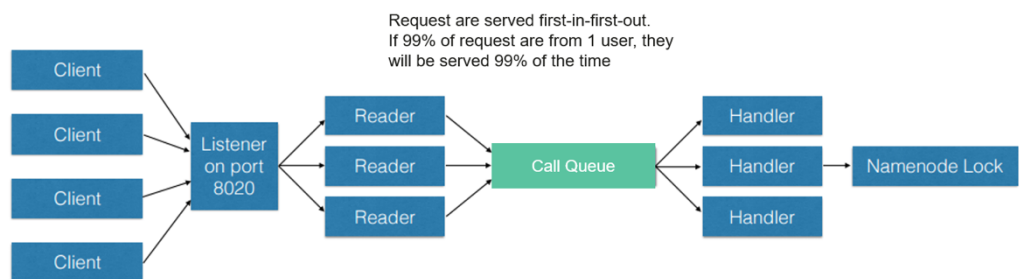 Request are served first-in-first-out.
If 99% of request are from 1 user, they
will be served 99% of the time
Client
Client
Client
Client
Listener
on port
8020
Reader
Reader
Reader
Call Queue
Handler
Handler
Handler
Namenode Lock